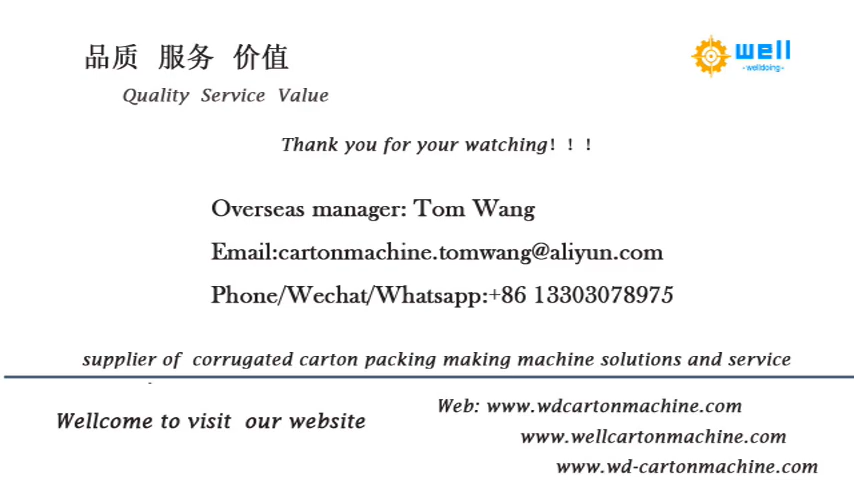 品质 服务 价值
well
-welldoing-
Quality Service Value
Thank you for your watching！！！
Overseas manager: Tom Wang
Email:cartonmachine.tomwang@aliyun.com
Phone/Wechat/Whatsapp:+86 13303078975
supplier of corrugated carton packing making machine solutions and service
Wellcome to visit our website
Web: www.wdcartonmachine.com
www.wellcartonmachine.com
www.wd-cartonmachine.com